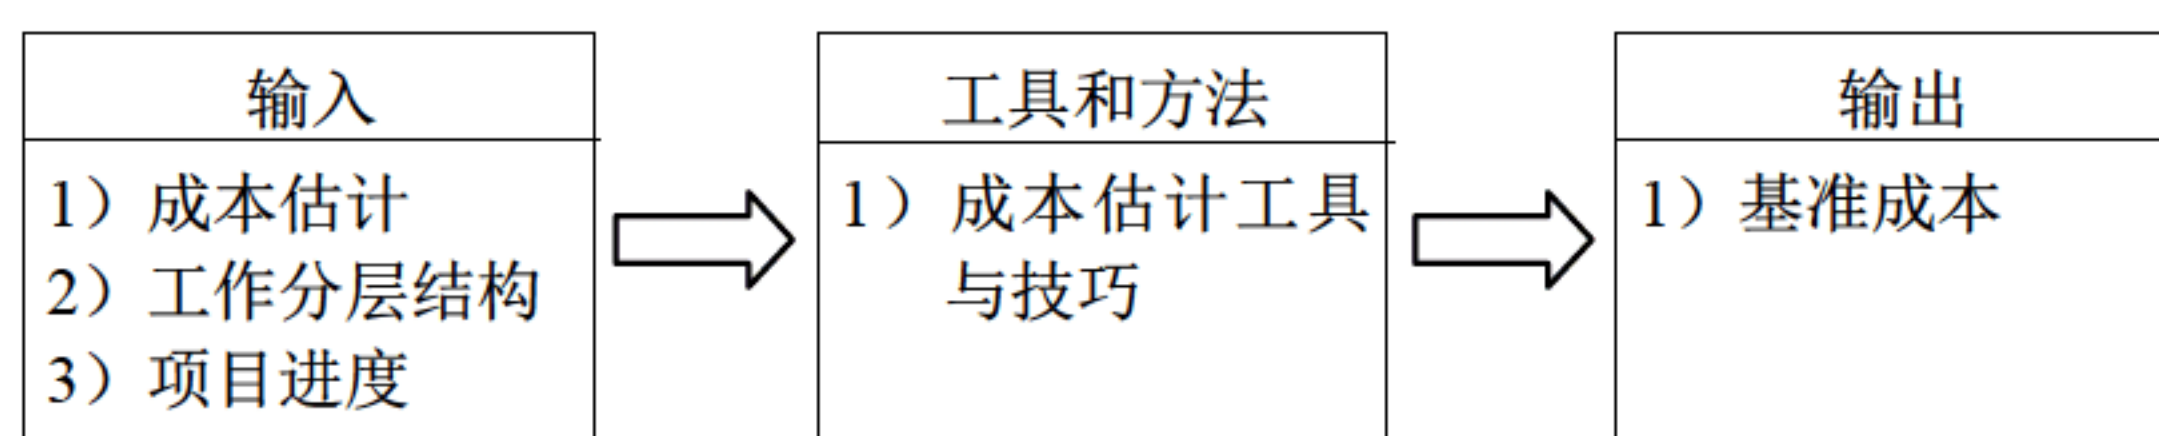 输入
1）成本估计
2）工作分层结构
3）项目进度
工具和方法
1）成本估计工具
与技巧
输出
1）基准成本